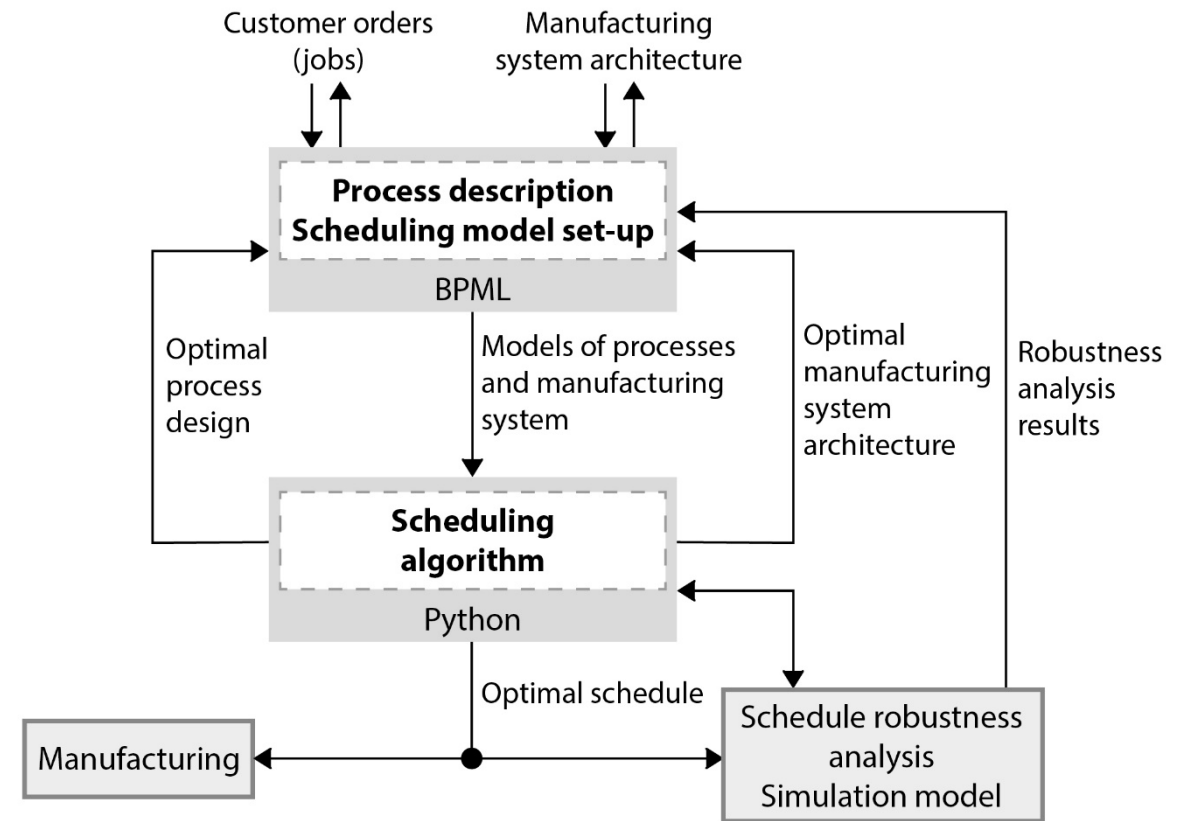 Customer orders
(jobs)
Manufacturing
system architecture
Process description
Scheduling model set-up
BPML
Optimal
process
design
Models of processes
and manufacturing
system
Optimal
manufacturing
system
architecture
Robustness
analysis
results
Scheduling
algorithm
Python
Optimal schedule
Manufacturing
Schedule robustness
analysis
Simulation model